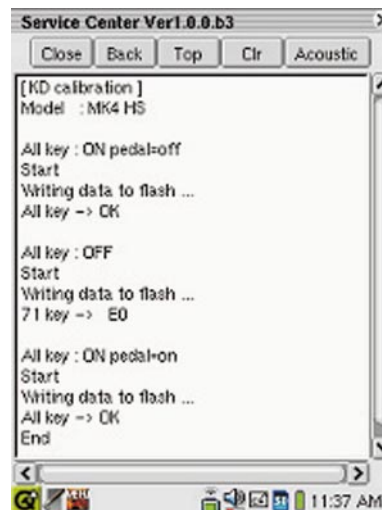 Service Center Ver1.0.0.b3
Close Back Top Clr Acoustic
[KD calibration ]
Model : MK4 HS
All key : ON pedal=off
Start
Writing data to flash ...
All key -> OK
All key : OFF
Start
Writing data to flash ...
71 key -> E0
All key : ON pedal=on
Start
Writing data to flash ...
All key -> OK
End
11:37 AM